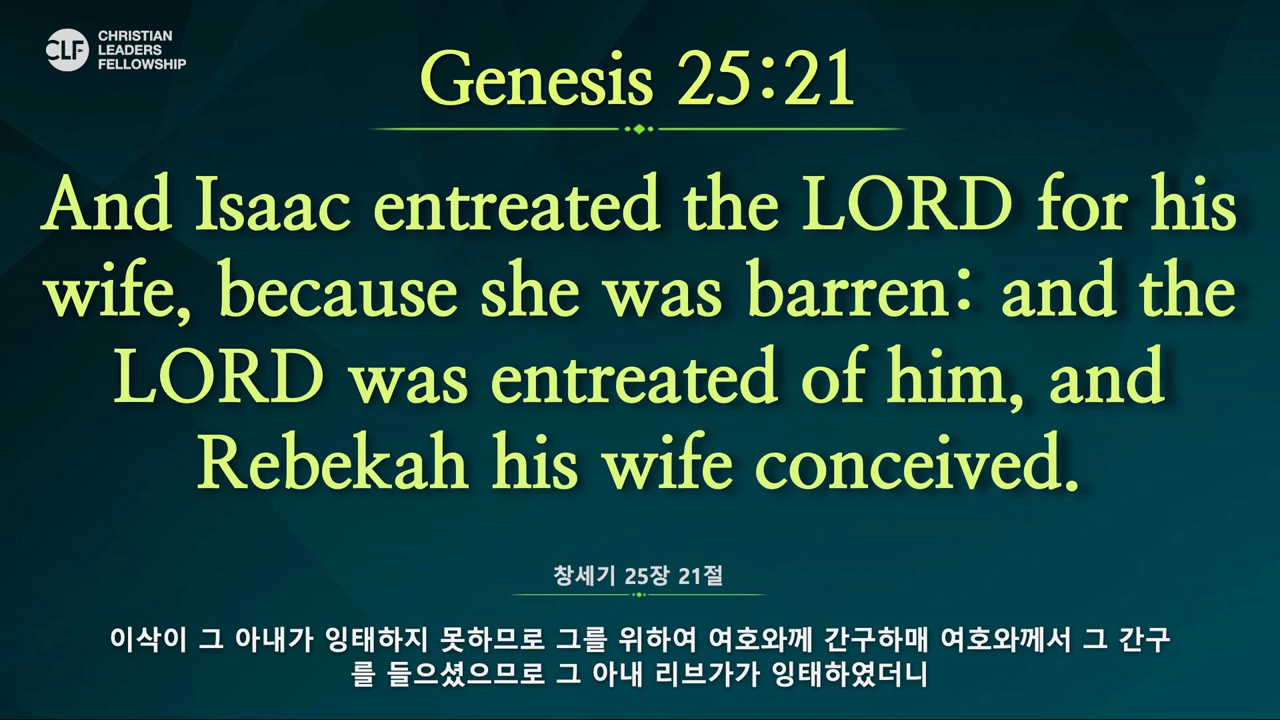 CLF
CHRISTIAN
LEADERS
FELLOWSHIP
Genesis 25:21
And Isaac entreated the LORD for his
wife, because she was barren: and the
LORD was entreated of him, and
Rebekah his wife conceived.
창세기 25장 21절
이삭이 그 아내가 잉태하지 못하므로 그를 위하여 여호와께 간구하매 여호와께서 그 간구
를 들으셨으므로 그 아내 리브가가 잉태하였더니